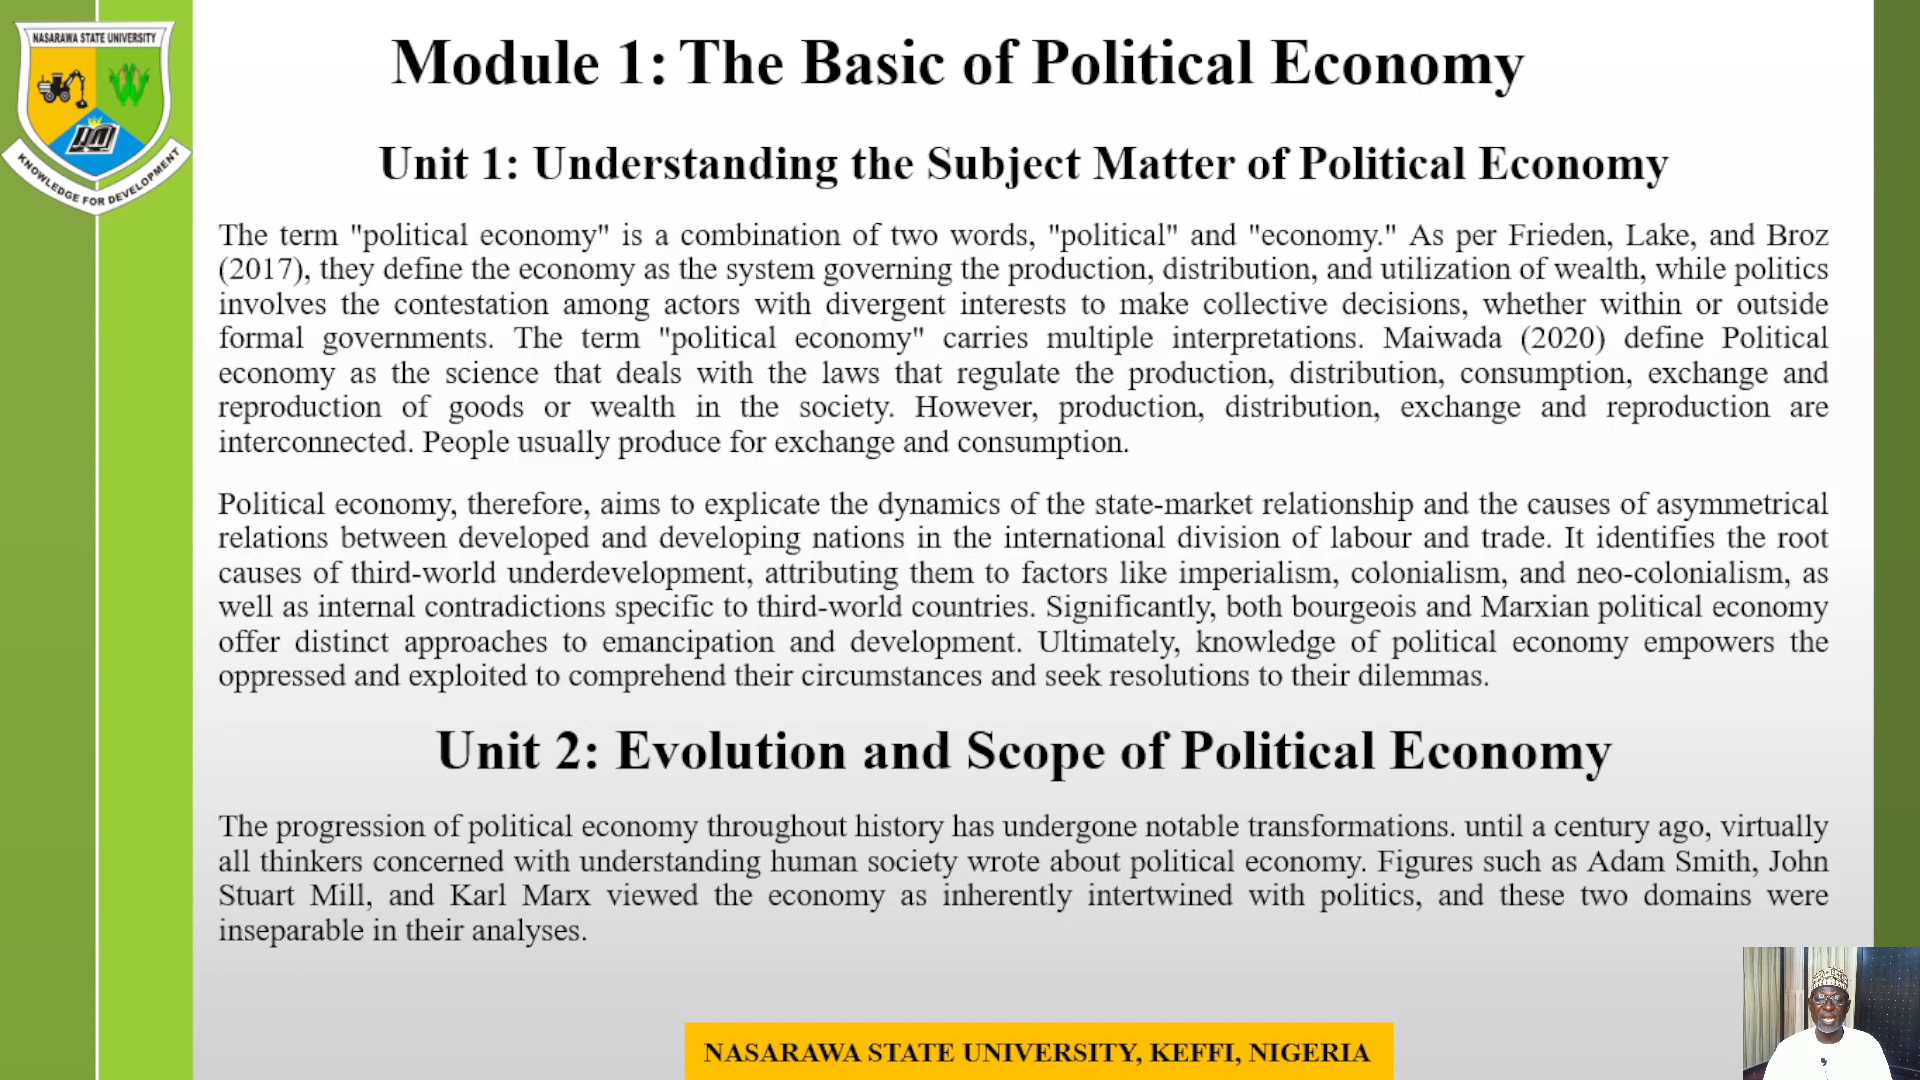 NASARAWA STATE UNIVERSITY
KNOWLEDGE FOR DEVELOPMENT
Module 1: The Basic of Political Economy
Unit 1: Understanding the Subject Matter of Political Economy
The term "political economy" is a combination of two words, "political" and "economy." As per Frieden, Lake, and Broz
(2017), they define the economy as the system governing the production, distribution, and utilization of wealth, while politics
involves the contestation among actors with divergent interests to make collective decisions, whether within or outside
formal governments. The term "political economy" carries multiple interpretations. Maiwada (2020) define Political
economy as the science that deals with the laws that regulate the production, distribution, consumption, exchange and
reproduction of goods or wealth in the society. However, production, distribution, exchange and reproduction are
interconnected. People usually produce for exchange and consumption.
Political economy, therefore, aims to explicate the dynamics of the state-market relationship and the causes of asymmetrical
relations between developed and developing nations in the international division of labour and trade. It identifies the root
causes of third-world underdevelopment, attributing them to factors like imperialism, colonialism, and neo-colonialism, as
well as internal contradictions specific to third-world countries. Significantly, both bourgeois and Marxian political economy
offer distinct approaches to emancipation and development. Ultimately, knowledge of political economy empowers the
oppressed and exploited to comprehend their circumstances and seek resolutions to their dilemmas.
Unit 2: Evolution and Scope of Political Economy
The progression of political economy throughout history has undergone notable transformations. until a century ago, virtually
all thinkers concerned with understanding human society wrote about political economy. Figures such as Adam Smith, John
Stuart Mill, and Karl Marx viewed the economy as inherently intertwined with politics, and these two domains were
inseparable in their analyses.
NASARAWA STATE UNIVERSITY, KEFFI, NIGERIA